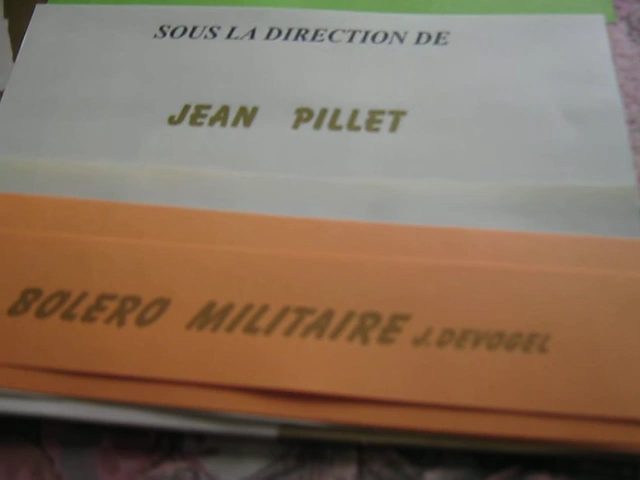 SOUS LA DIRECTION DE
JEAN PILLET
BOLERO MILITAIRE J.DEVOGEL